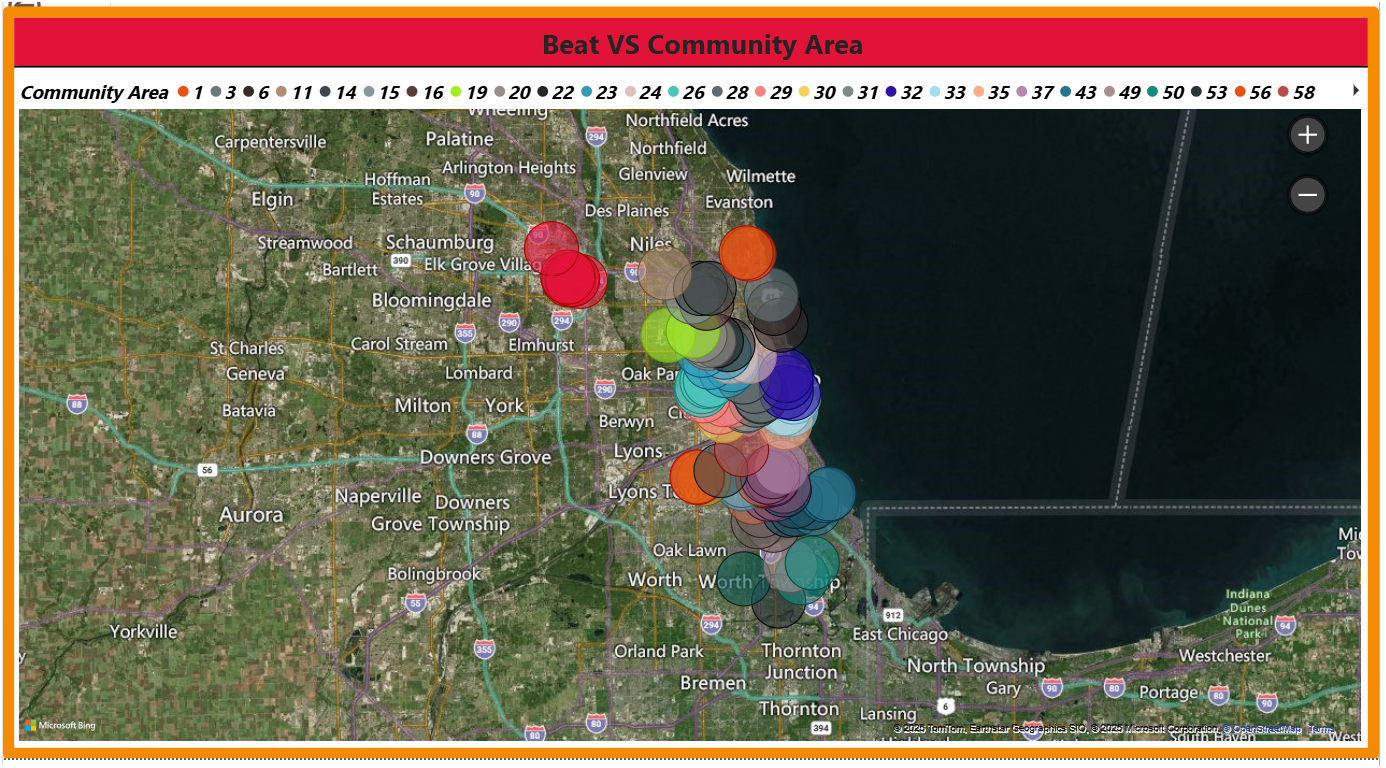 Beat VS Community Area
Community Area 1 3 6 11 14 15 16 19 20 22 23 24 26 28 29 30 31 32 33 35 37 43 49 50 53 56 58
Wheeling
Northfield Acres
Carpentersville
Palatine
294
Northfield
Arlington Heights
Glenview
Wilmette
Hoffman
Estates
90
Elgin
Evanston
Des Plaines
Streamwood
Schaumburg
90
Niles
390
Elk Grove Villag
Bartlett
90
Bloomingdale
290
294
355
Carol Stream
Elmhurst
St Charles
Geneva
Lombard
Oak Par
290
88
Milton
York
Batavia
Berwyn
88
Lyons
Downers Grove
56
Naperville
Downers
Grove Township
Lyons T
Aurora
Oak Lawn
Bolingbrook
Worth
Worth Township
55
94
Indiana
Dunes
National
Park
912
94
Yorkville
294
East Chicago
355
Orland Park
Thornton
Junction
Westchester
North Township
Bremen
Gary
90
80
Portage
80
90
Thornton
6
Lansing
80
394
80
Microsoft Bing
© 2025 TomTom, Earthstar Geographics SIO, © 2025 Microsoft Corporation, © OpenStreetMap Terms
South Haven
West